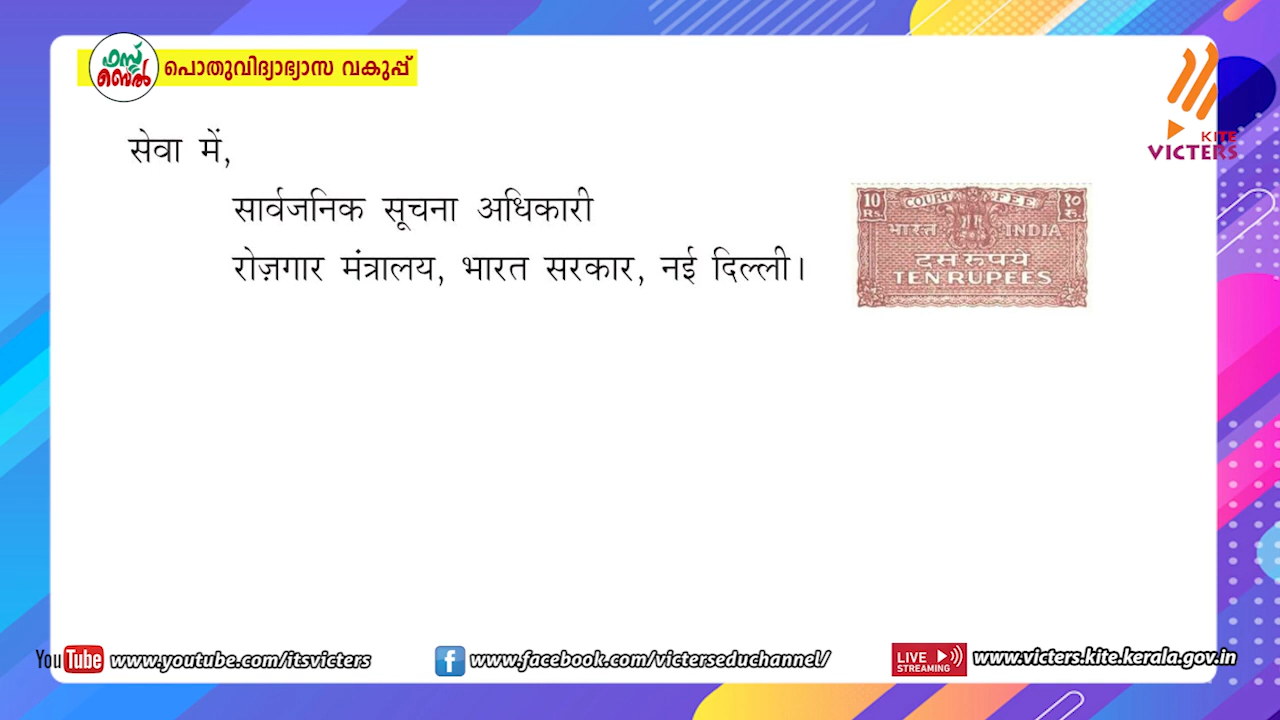 ഫസ്റ്റ്
ബെൽ
പൊതുവിദ്യാഭ്യാസ വകുപ്പ്
KITE
VICTERS
सेवा में,
सार्वजनिक सूचना अधिकारी
रोज़गार मंत्रालय, भारत सरकार, नई दिल्ली।
10 COURT FEE १०
Rs. रु.
भारत INDIA
दस रुपये
TEN RUPEES
YouTube www.youtube.com/itsvicters
f www.facebook.com/victerseduchannel/
LIVE
STREAMING
www.victers.kite.kerala.gov.in